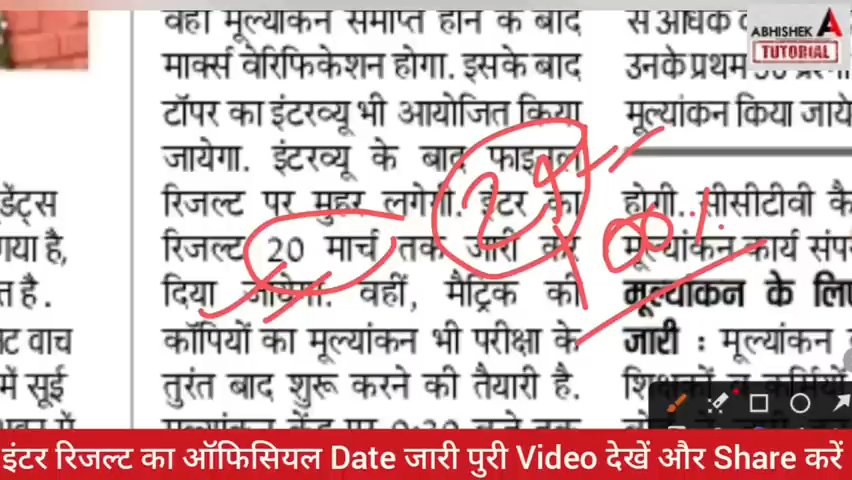 वहीं मूल्यांकन समाप्त होने के बाद
मार्क्स वेरिफिकेशन होगा. इसके बाद
टॉपर का इंटरव्यू भी आयोजित किया
जायेगा. इंटरव्यू के बाद फाइनल
रिजल्ट पर मुहर लगेगी. इंटर का
रिजल्ट 20 मार्च तक जारी कर
दिया जायेगा. वहीं, मैट्रिक की
कॉपियों का मूल्यांकन भी परीक्षा के
तुरंत बाद शुरू करने की तैयारी है.
गया है,
त है.
वाच
में सूई
से अधिक
उनके प्रथम
मूल्यांकन किया जाये
होगी. सीसीटीवी कै
मूल्यांकन कार्य संप
मूल्यांकन के लिए
जारी : मूल्यांकन
शिक्षकों व कर्मियों
ABHISHEK A
TUTORIAL
इंटर रिजल्ट का ऑफिसियल Date जारी पुरी Video देखें और Share करें